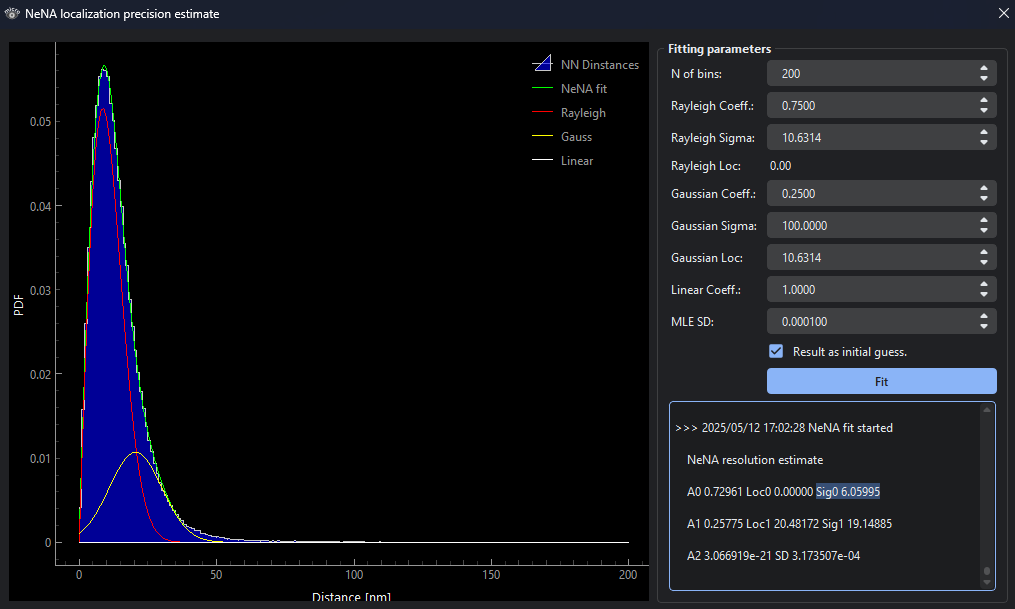 NeNA localization precision estimate
NN Dinstances
NeNA fit
Rayleigh
Gauss
Linear
PDF
0.05
0.04
0.03
0.02
0.01
0
0 50 100 150 200
Distance [nm]
Fitting parameters
N of bins: 200
Rayleigh Coeff.: 0.7500
Rayleigh Sigma: 10.6314
Rayleigh Loc: 0.00
Gaussian Coeff.: 0.2500
Gaussian Sigma: 100.0000
Gaussian Loc: 10.6314
Linear Coeff.: 1.0000
MLE SD: 0.000100
Result as initial guess.
Fit
>>> 2025/05/12 17:02:28 NeNA fit started
NeNA resolution estimate
A0 0.72961 Loc0 0.00000 Sig0 6.05995
A1 0.25775 Loc1 20.48172 Sig1 19.14885
A2 3.066919e-21 SD 3.173507e-04